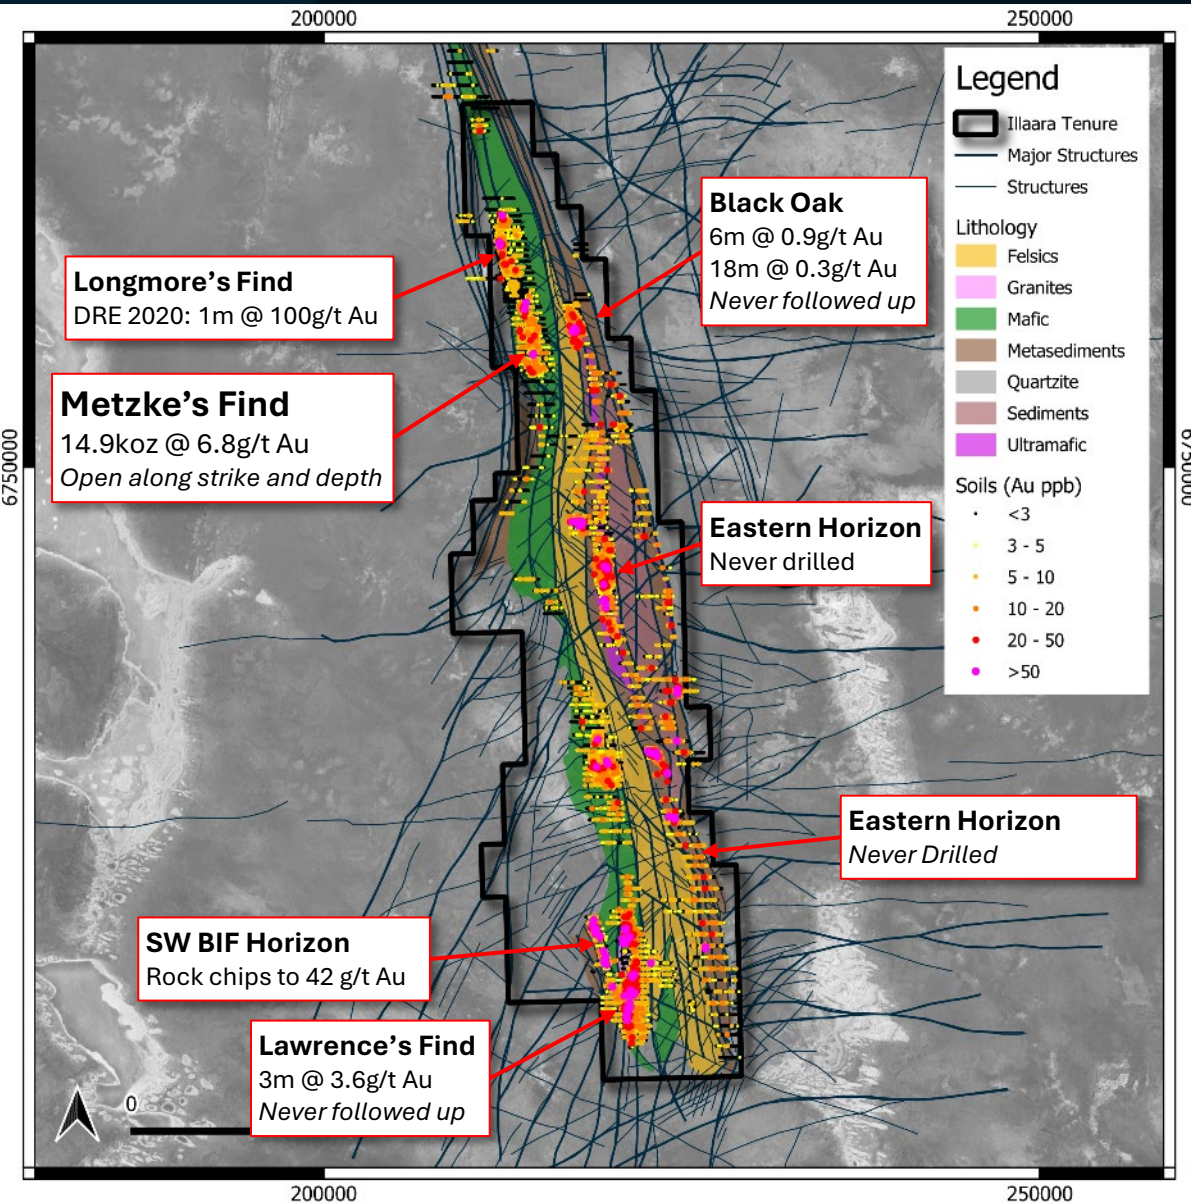 200000
250000
Legend
Illaara Tenure
Major Structures
Structures
Lithology
Felsics
Granites
Mafic
Metasediments
Quartzite
Sediments
Ultramafic
Soils (Au ppb)
<3
3 - 5
5 - 10
10 - 20
20 - 50
>50
Black Oak
6m @ 0.9g/t Au
18m @ 0.3g/t Au
Never followed up
Longmore’s Find
DRE 2020: 1m @ 100g/t Au
Metzke’s Find
14.9koz @ 6.8g/t Au
Open along strike and depth
6750000
Eastern Horizon
Never drilled
Eastern Horizon
Never Drilled
SW BIF Horizon
Rock chips to 42 g/t Au
Lawrence’s Find
3m @ 3.6g/t Au
Never followed up
0
200000
250000